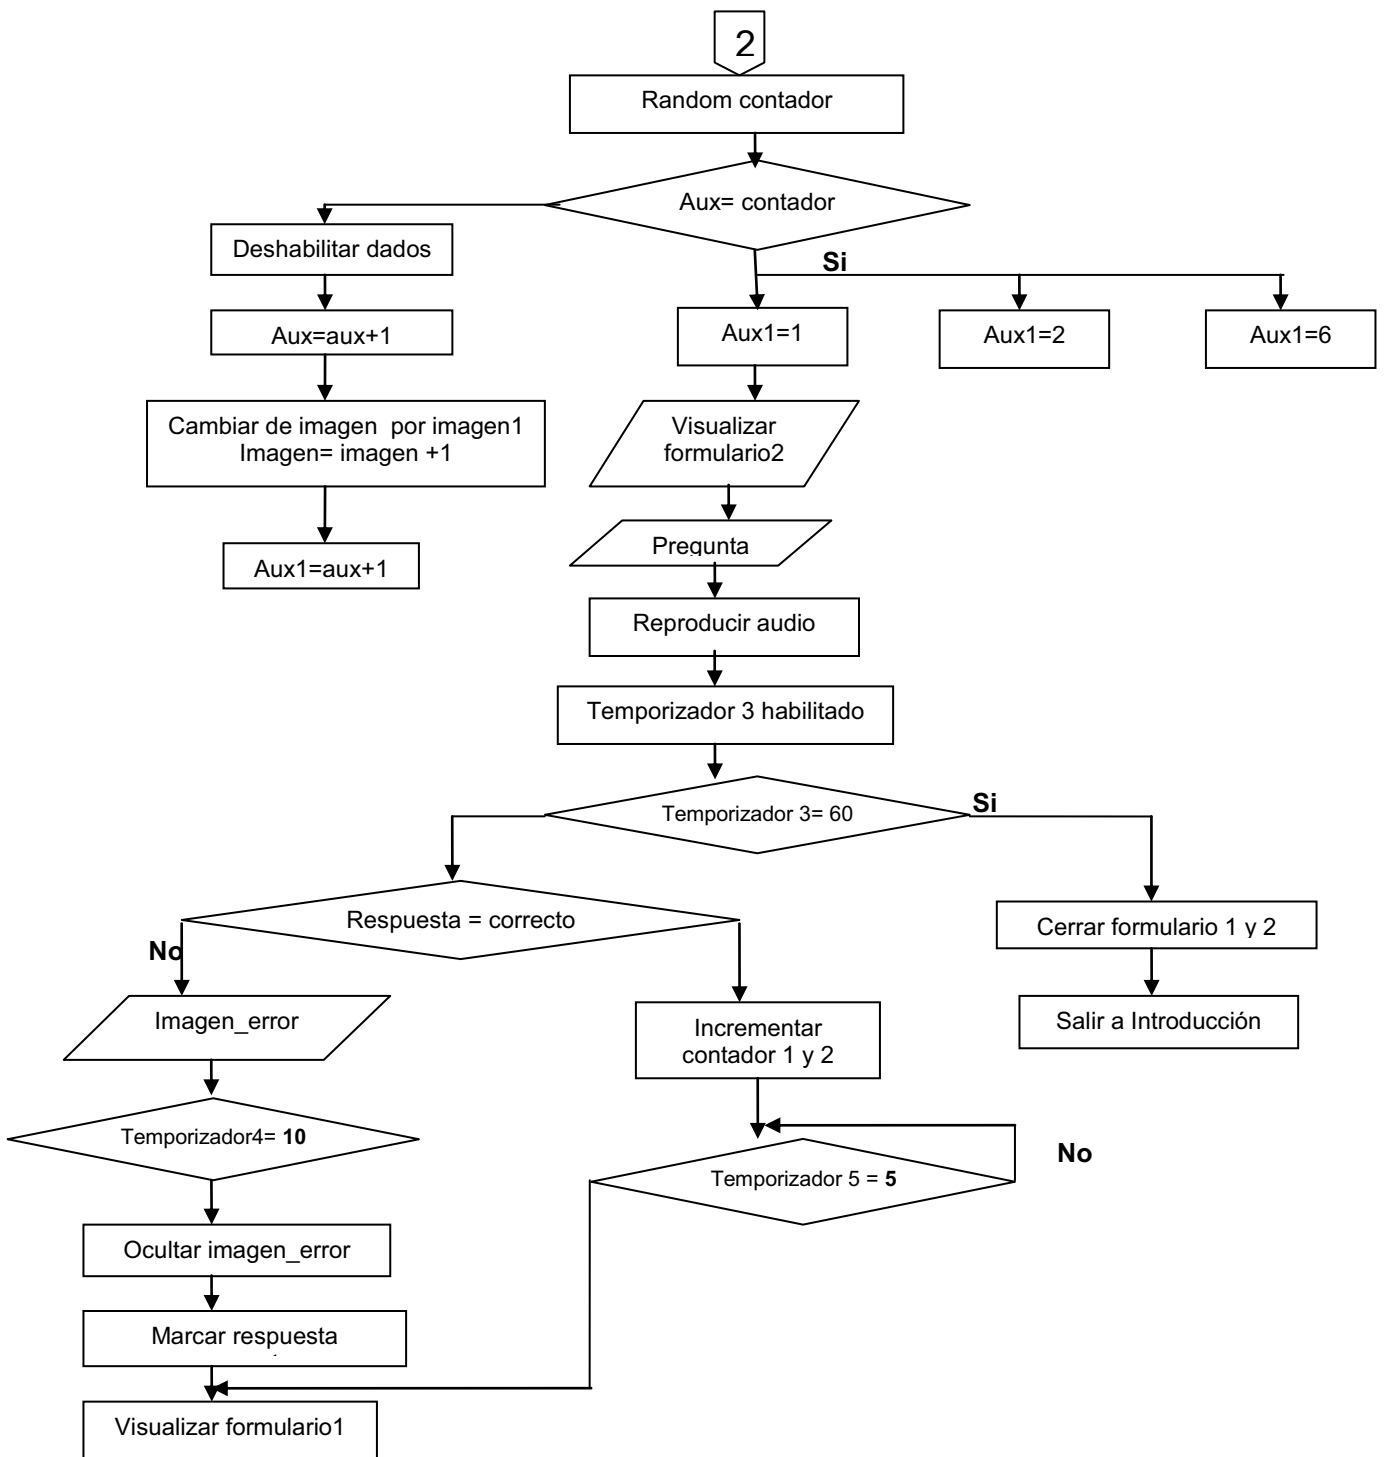 2
Random contador
Aux= contador
Deshabilitar dados
Si
Aux=aux+1
Aux1=1
Aux1=2
Aux1=6
Cambiar de imagen por imagen1
Imagen= imagen +1
Visualizar
formulario2
Pregunta
Aux1=aux+1
Reproducir audio
Temporizador 3 habilitado
Temporizador 3= 60
Si
Respuesta = correcto
No
Cerrar formulario 1 y 2
Imagen_error
Incrementar
contador 1 y 2
Salir a Introducción
Temporizador4= 10
Temporizador 5 = 5
No
Ocultar imagen_error
Marcar respuesta
Visualizar formulario1